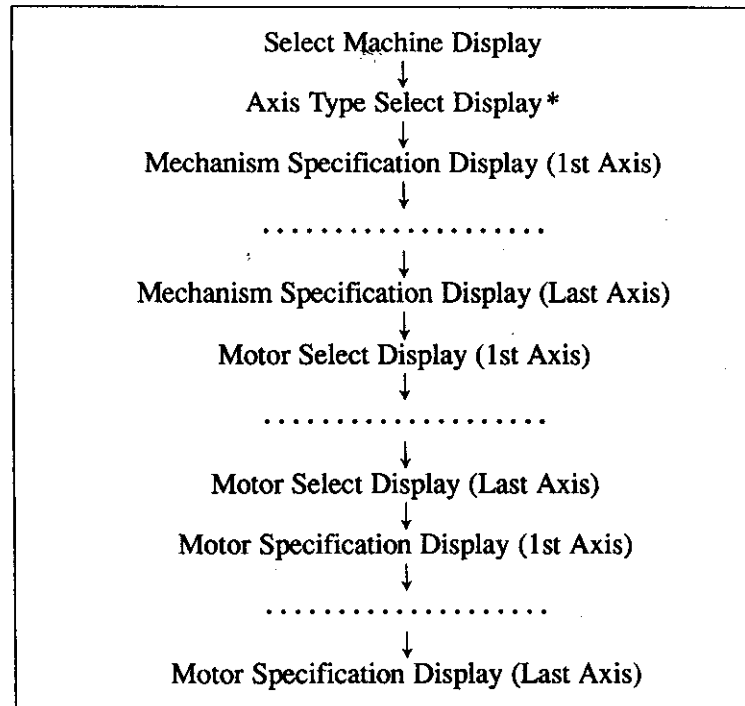 Select Machine Display
↓
Axis Type Select Display*
↓
Mechanism Specification Display (1st Axis)
↓
....................
↓
Mechanism Specification Display (Last Axis)
↓
Motor Select Display (1st Axis)
↓
....................
↓
Motor Select Display (Last Axis)
↓
Motor Specification Display (1st Axis)
↓
....................
↓
Motor Specification Display (Last Axis)